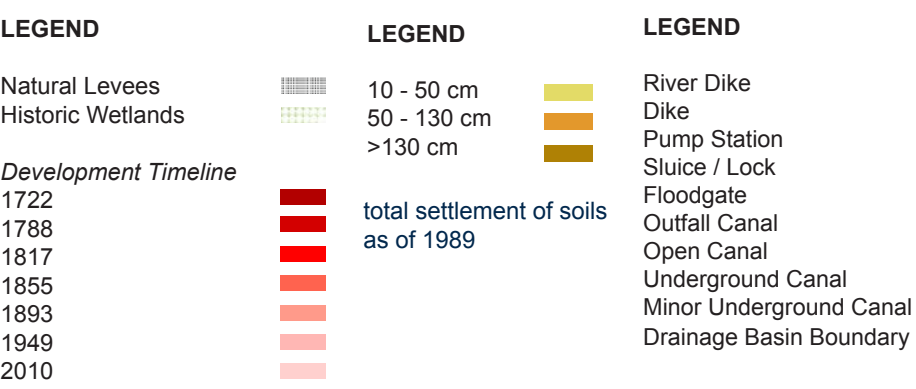 LEGEND
Natural Levees
Historic Wetlands
Development Timeline
1722
1788
1817
1855
1893
1949
2010
LEGEND
10 - 50 cm
50 - 130 cm
>130 cm
total settlement of soils
as of 1989
LEGEND
River Dike
Dike
Pump Station
Sluice / Lock
Floodgate
Outfall Canal
Open Canal
Underground Canal
Minor Underground Canal
Drainage Basin Boundary